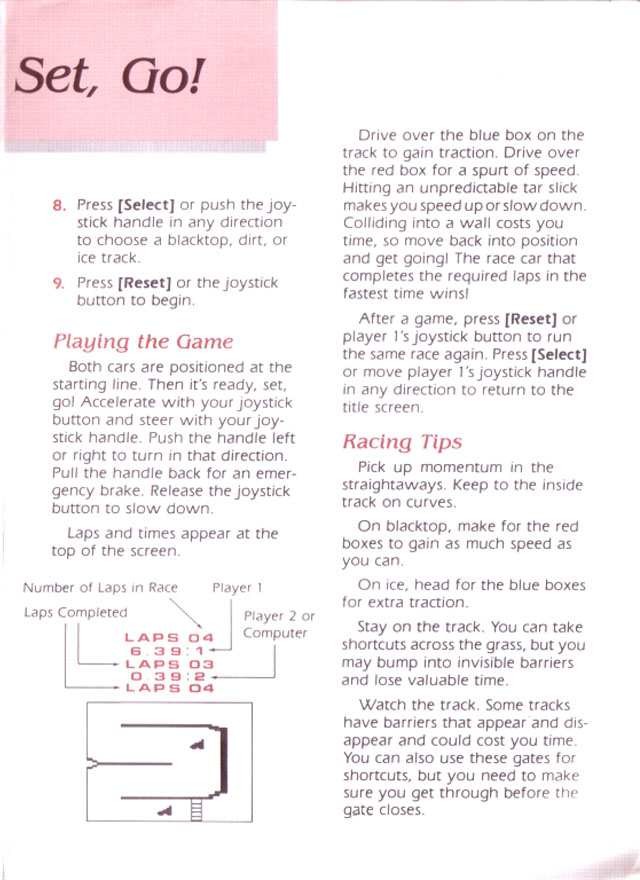 Set, Go!
8. Press [Select] or push the joy-
stick handle in any direction
to choose a blacktop, dirt, or
ice track.
9. Press [Reset] or the joystick
button to begin.
Playing the Game
Both cars are positioned at the
starting line. Then it's ready, set,
go! Accelerate with your joystick
button and steer with your joy-
stick handle. Push the handle left
or right to turn in that direction.
Pull the handle back for an emer-
gency brake. Release the joystick
button to slow down.
Laps and times appear at the
top of the screen.
Number of Laps in Race
Player 1
Laps Completed
Player 2 or
Computer
LAPS 04
6.39:1
LAPS 03
0.39:2
LAPS 04
Drive over the blue box on the
track to gain traction. Drive over
the red box for a spurt of speed.
Hitting an unpredictable tar slick
makes you speed up or slow down.
Colliding into a wall costs you
time, so move back into position
and get going! The race car that
completes the required laps in the
fastest time wins!
After a game, press [Reset] or
player 1's joystick button to run
the same race again. Press [Select]
or move player 1's joystick handle
in any direction to return to the
title screen.
Racing Tips
Pick up momentum in the
straightaways. Keep to the inside
track on curves.
On blacktop, make for the red
boxes to gain as much speed as
you can.
On ice, head for the blue boxes
for extra traction.
Stay on the track. You can take
shortcuts across the grass, but you
may bump into invisible barriers
and lose valuable time.
Watch the track. Some tracks
have barriers that appear and dis-
appear and could cost you time.
You can also use these gates for
shortcuts, but you need to make
sure you get through before the
gate closes.